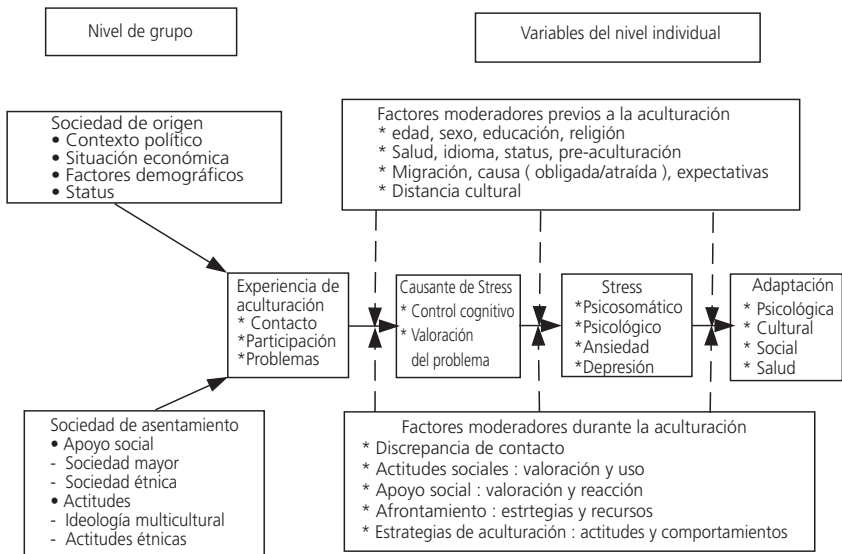 Nivel de grupo
Variables del nivel individual
Sociedad de origen
• Contexto político
• Situación económica
• Factores demográficos
• Status
Factores moderadores previos a la aculturación
* edad, sexo, educación, religión
* Salud, idioma, status, pre-aculturación
* Migración, causa ( obligada/atraída ), expectativas
* Distancia cultural
Experiencia de
aculturación
* Contacto
*Participación
*Problemas
Causante de Stress
* Control cognitivo
* Valoración
del problema
Stress
*Psicosomático
*Psicológico
*Ansiedad
*Depresión
Adaptación
* Psicológica
* Cultural
* Social
* Salud
Sociedad de asentamiento
• Apoyo social
- Sociedad mayor
- Sociedad étnica
• Actitudes
- Ideología multicultural
- Actitudes étnicas
Factores moderadores durante la aculturación
* Discrepancia de contacto
* Actitudes sociales : valoración y uso
* Apoyo social : valoración y reacción
* Afrontamiento : estrtegias y recursos
* Estrategias de aculturación : actitudes y comportamientos